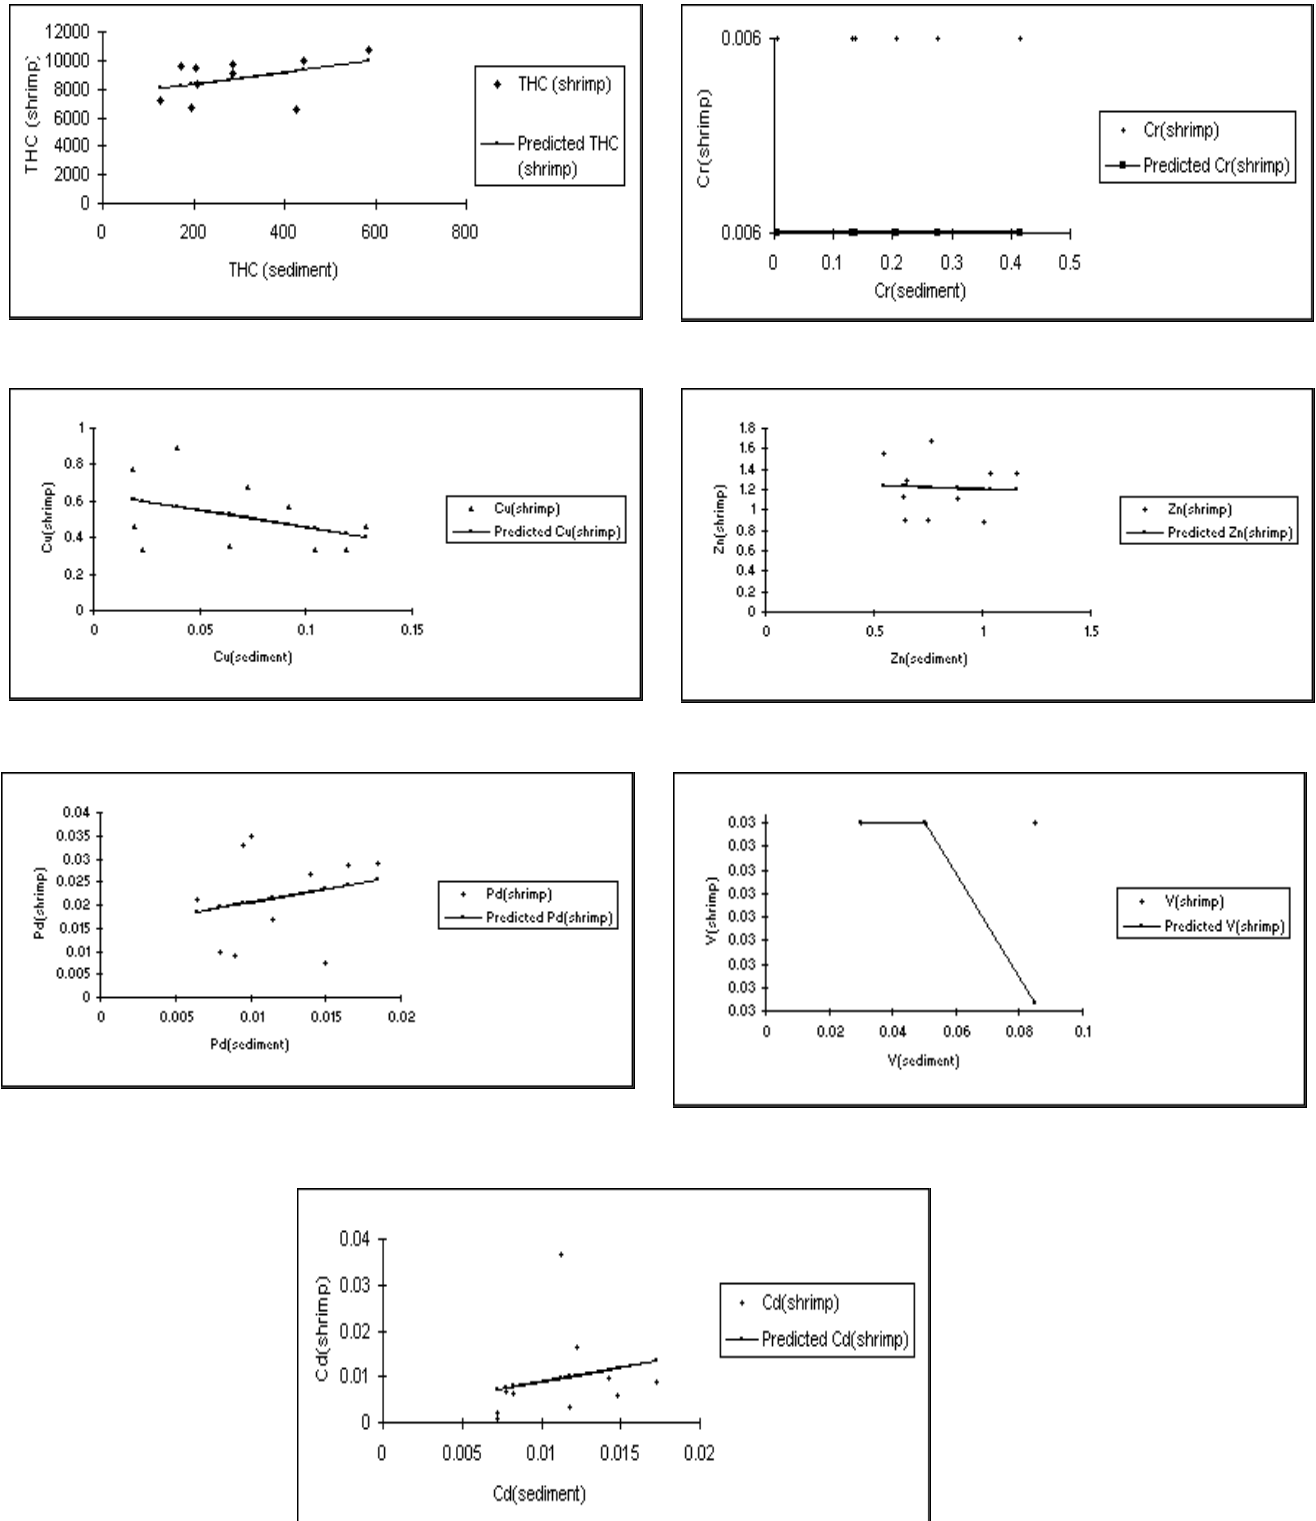 12000
10000
8000
6000
4000
2000
0
THC (shrimp)
0 200 400 600 800
THC (sediment)
THC (shrimp)
Predicted THC
(shrimp)
0.006
0.006
Cr(shrimp)
0 0.1 0.2 0.3 0.4 0.5
Cr(sediment)
Cr(shrimp)
Predicted Cr(shrimp)
1
0.8
0.6
0.4
0.2
0
Cu(shrimp)
0 0.05 0.1 0.15
Cu(sediment)
Cu(shrimp)
Predicted Cu(shrimp)
1.8
1.6
1.4
1.2
1
0.8
0.6
0.4
0.2
0
Zn(shrimp)
0 0.5 1 1.5
Zn(sediment)
Zn(shrimp)
Predicted Zn(shrimp)
0.04
0.035
0.03
0.025
0.02
0.015
0.01
0.005
0
Pd(shrimp)
0 0.005 0.01 0.015 0.02
Pd(sediment)
Pd(shrimp)
Predicted Pd(shrimp)
0.03
0.03
0.03
0.03
0.03
0.03
0.03
0.03
0.03
V(shrimp)
0 0.02 0.04 0.06 0.08 0.1
V(sediment)
V(shrimp)
Predicted V(shrimp)
0.04
0.03
0.02
0.01
0
Cd(shrimp)
0 0.005 0.01 0.015 0.02
Cd(sediment)
Cd(shrimp)
Predicted Cd(shrimp)